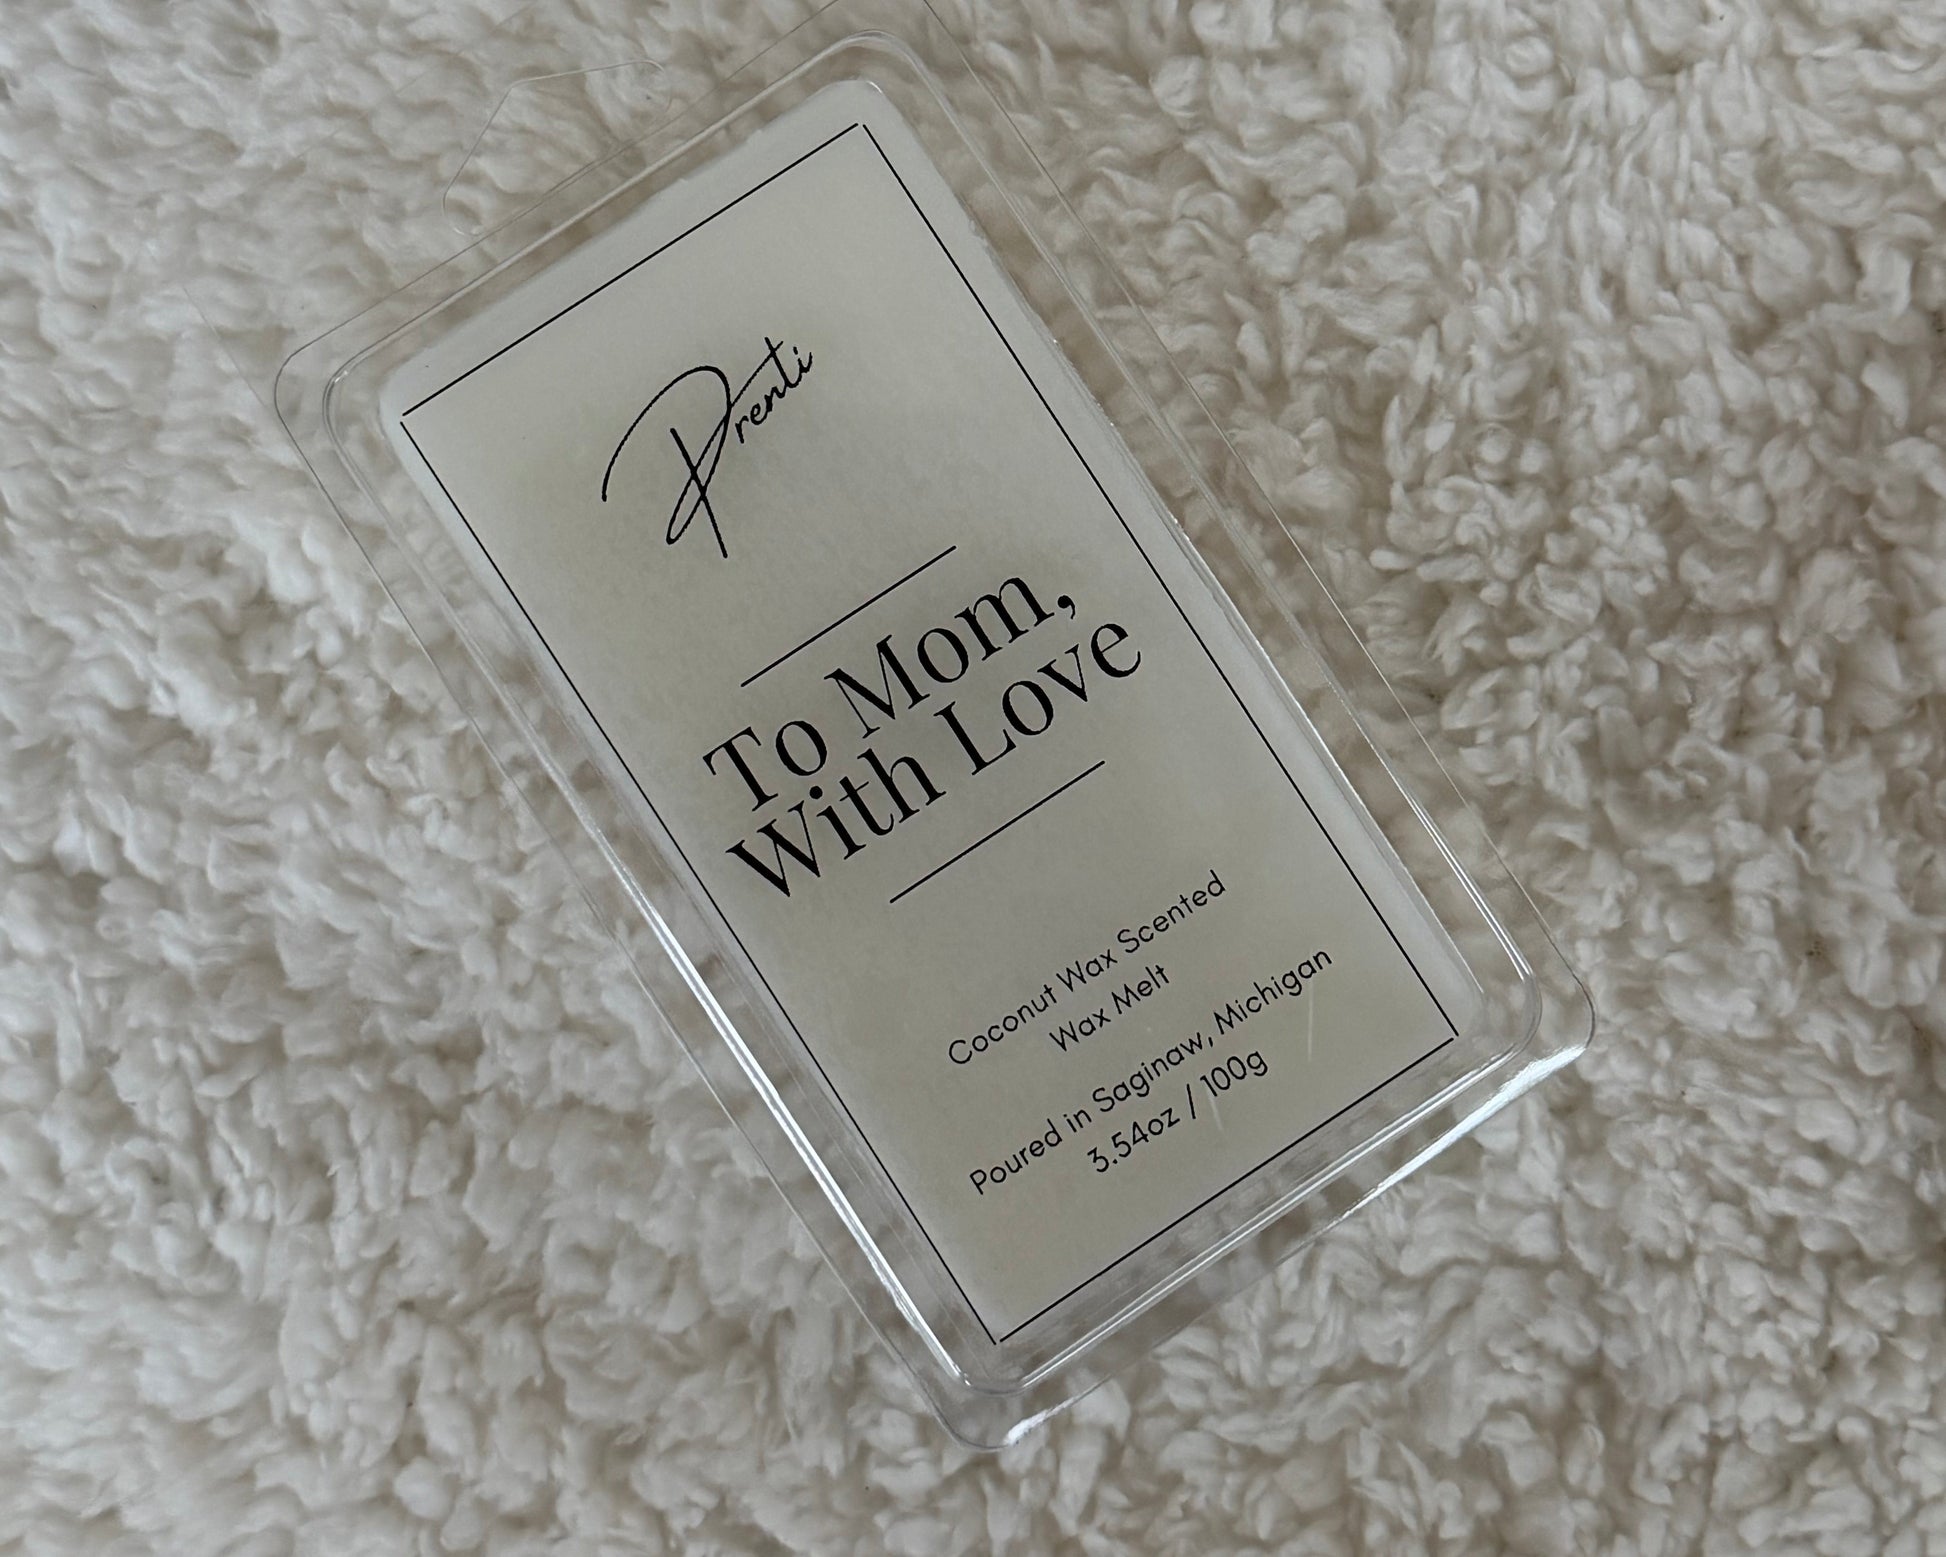 Prenti
To Mom,
With Love
Coconut Wax Scented
Wax Melt
Poured in Saginaw, Michigan
3.54oz / 100g